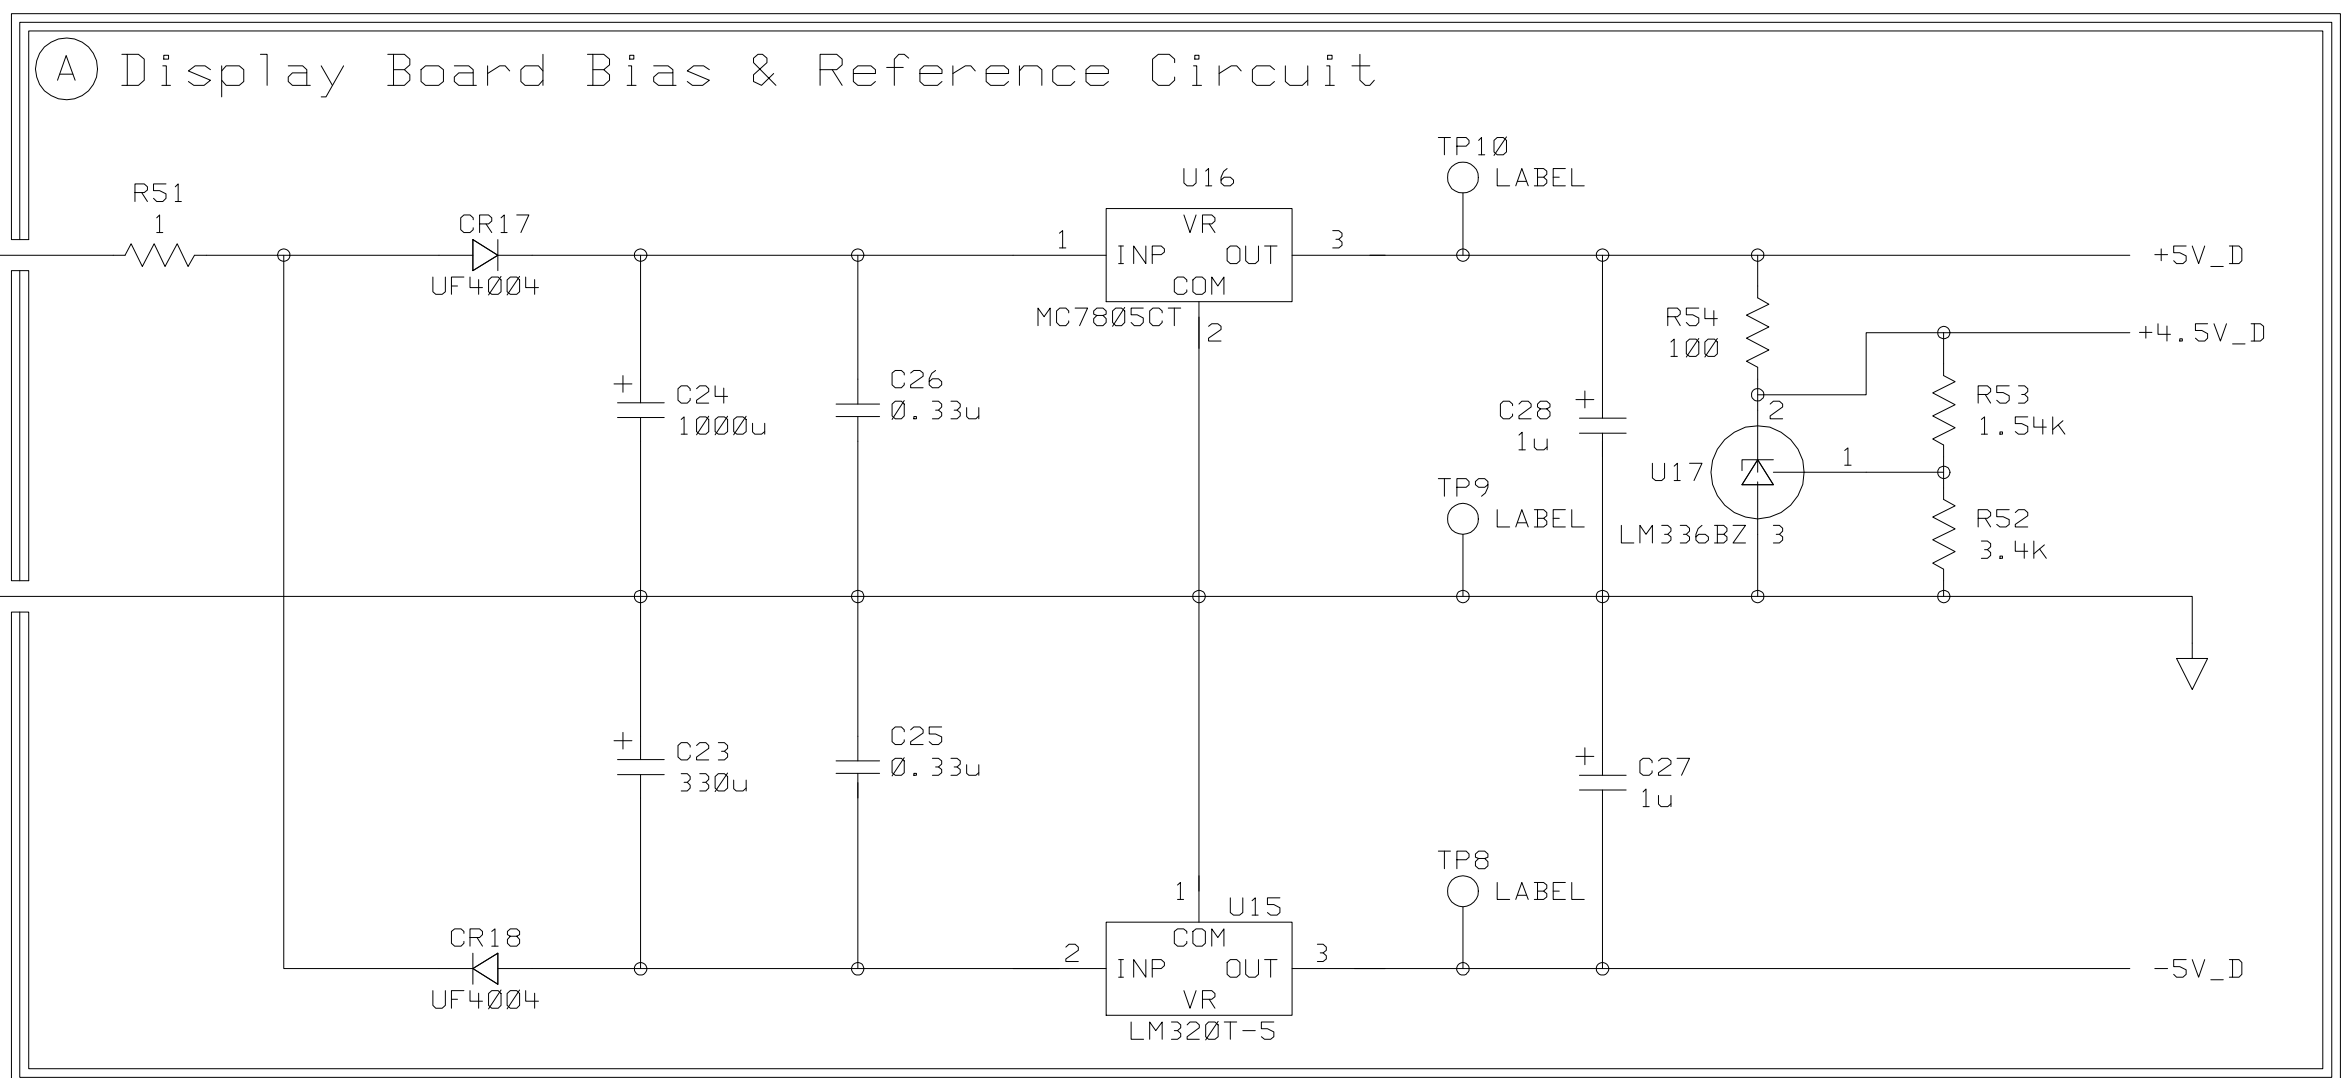 A Display Board Bias & Reference Circuit
TP10
LABEL
U16
R51
1
CR17
UF4004
1
VR
INP OUT
COM
3
MC7805CT
2
+5V_D
R54
100
+4.5V_D
+
C24
1000u
C26
0.33u
+
C28
1u
2
R53
1.54k
U17
1
TP9
LABEL
LM336BZ
3
R52
3.4k
+
C23
330u
C25
0.33u
+
C27
1u
TP8
LABEL
1
U15
CR18
UF4004
2
COM
INP OUT
VR
3
LM320T-5
-5V_D